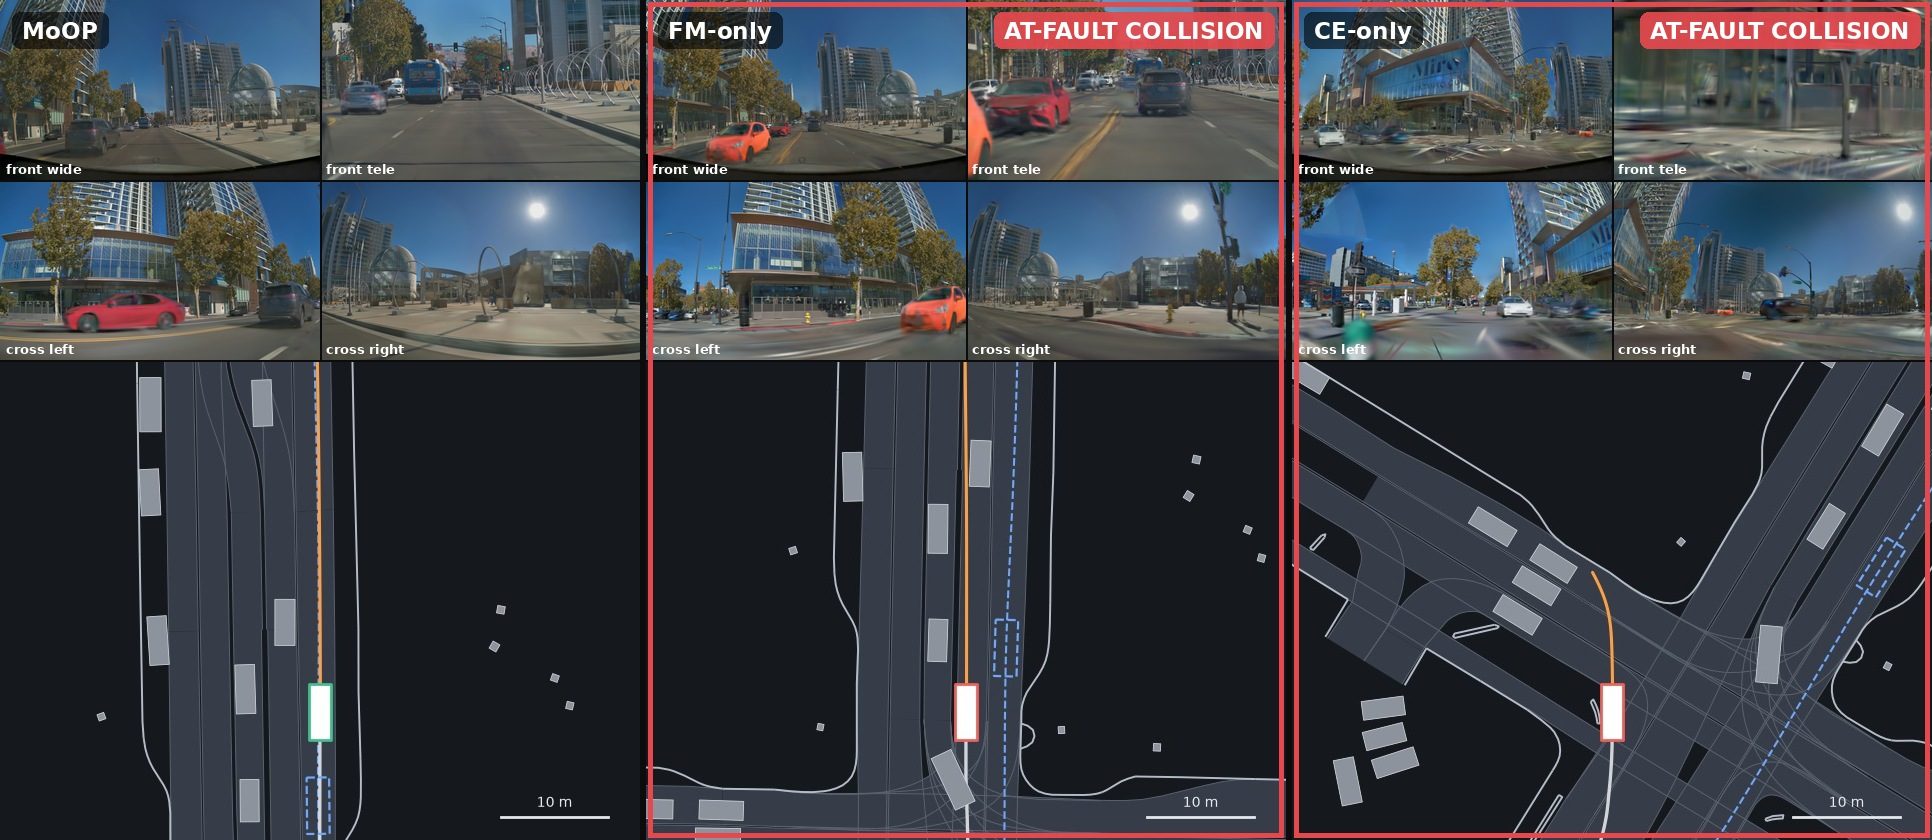 MoOP
front wide
front tele
cross left
cross right
10 m
FM-only
AT-FAULT COLLISION
front wide
front tele
cross left
cross right
10 m
CE-only
AT-FAULT COLLISION
front wide
front tele
cross left
cross right
10 m